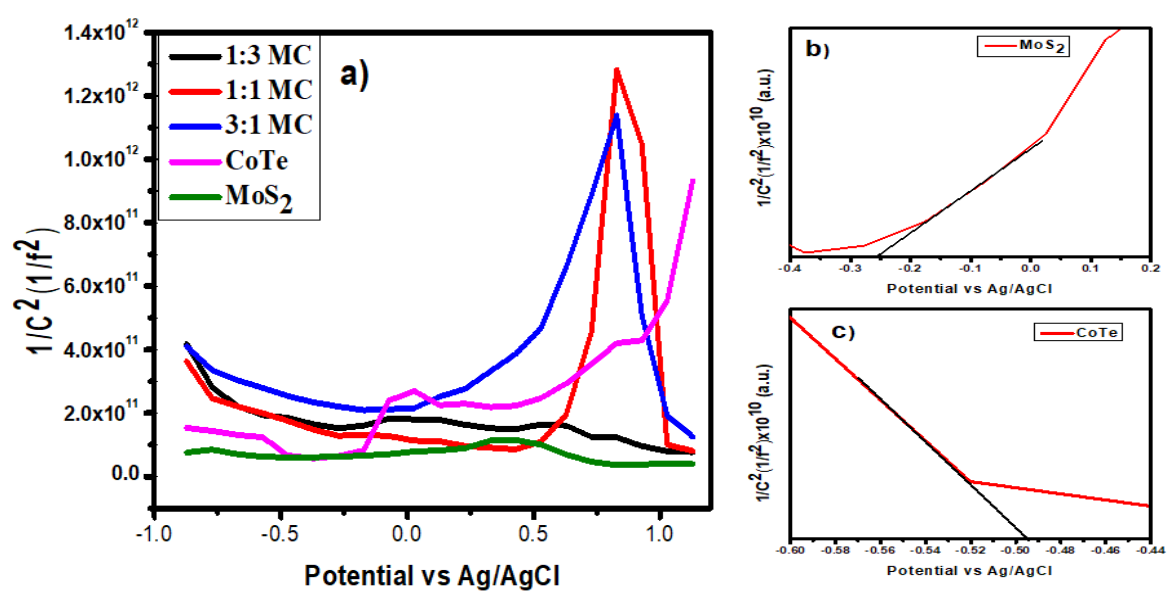 a)
1:3 MC
1:1 MC
3:1 MC
CoTe
MoS2
1.4x10^12
1.2x10^12
1.0x10^12
8.0x10^11
6.0x10^11
4.0x10^11
2.0x10^11
0.0
1/C^2 (1/f^2)
-1.0 -0.5 0.0 0.5 1.0
Potential vs Ag/AgCl
b)
MoS2
1/C^2(1/f^2)x10^10 (a.u.)
-0.4 -0.3 -0.2 -0.1 0.0 0.1 0.2
Potential vs Ag/AgCl
c)
CoTe
1/C^2(1/f^2)x10^10 (a.u.)
-0.60 -0.58 -0.56 -0.54 -0.52 -0.50 -0.48 -0.46 -0.44
Potential vs Ag/AgCl